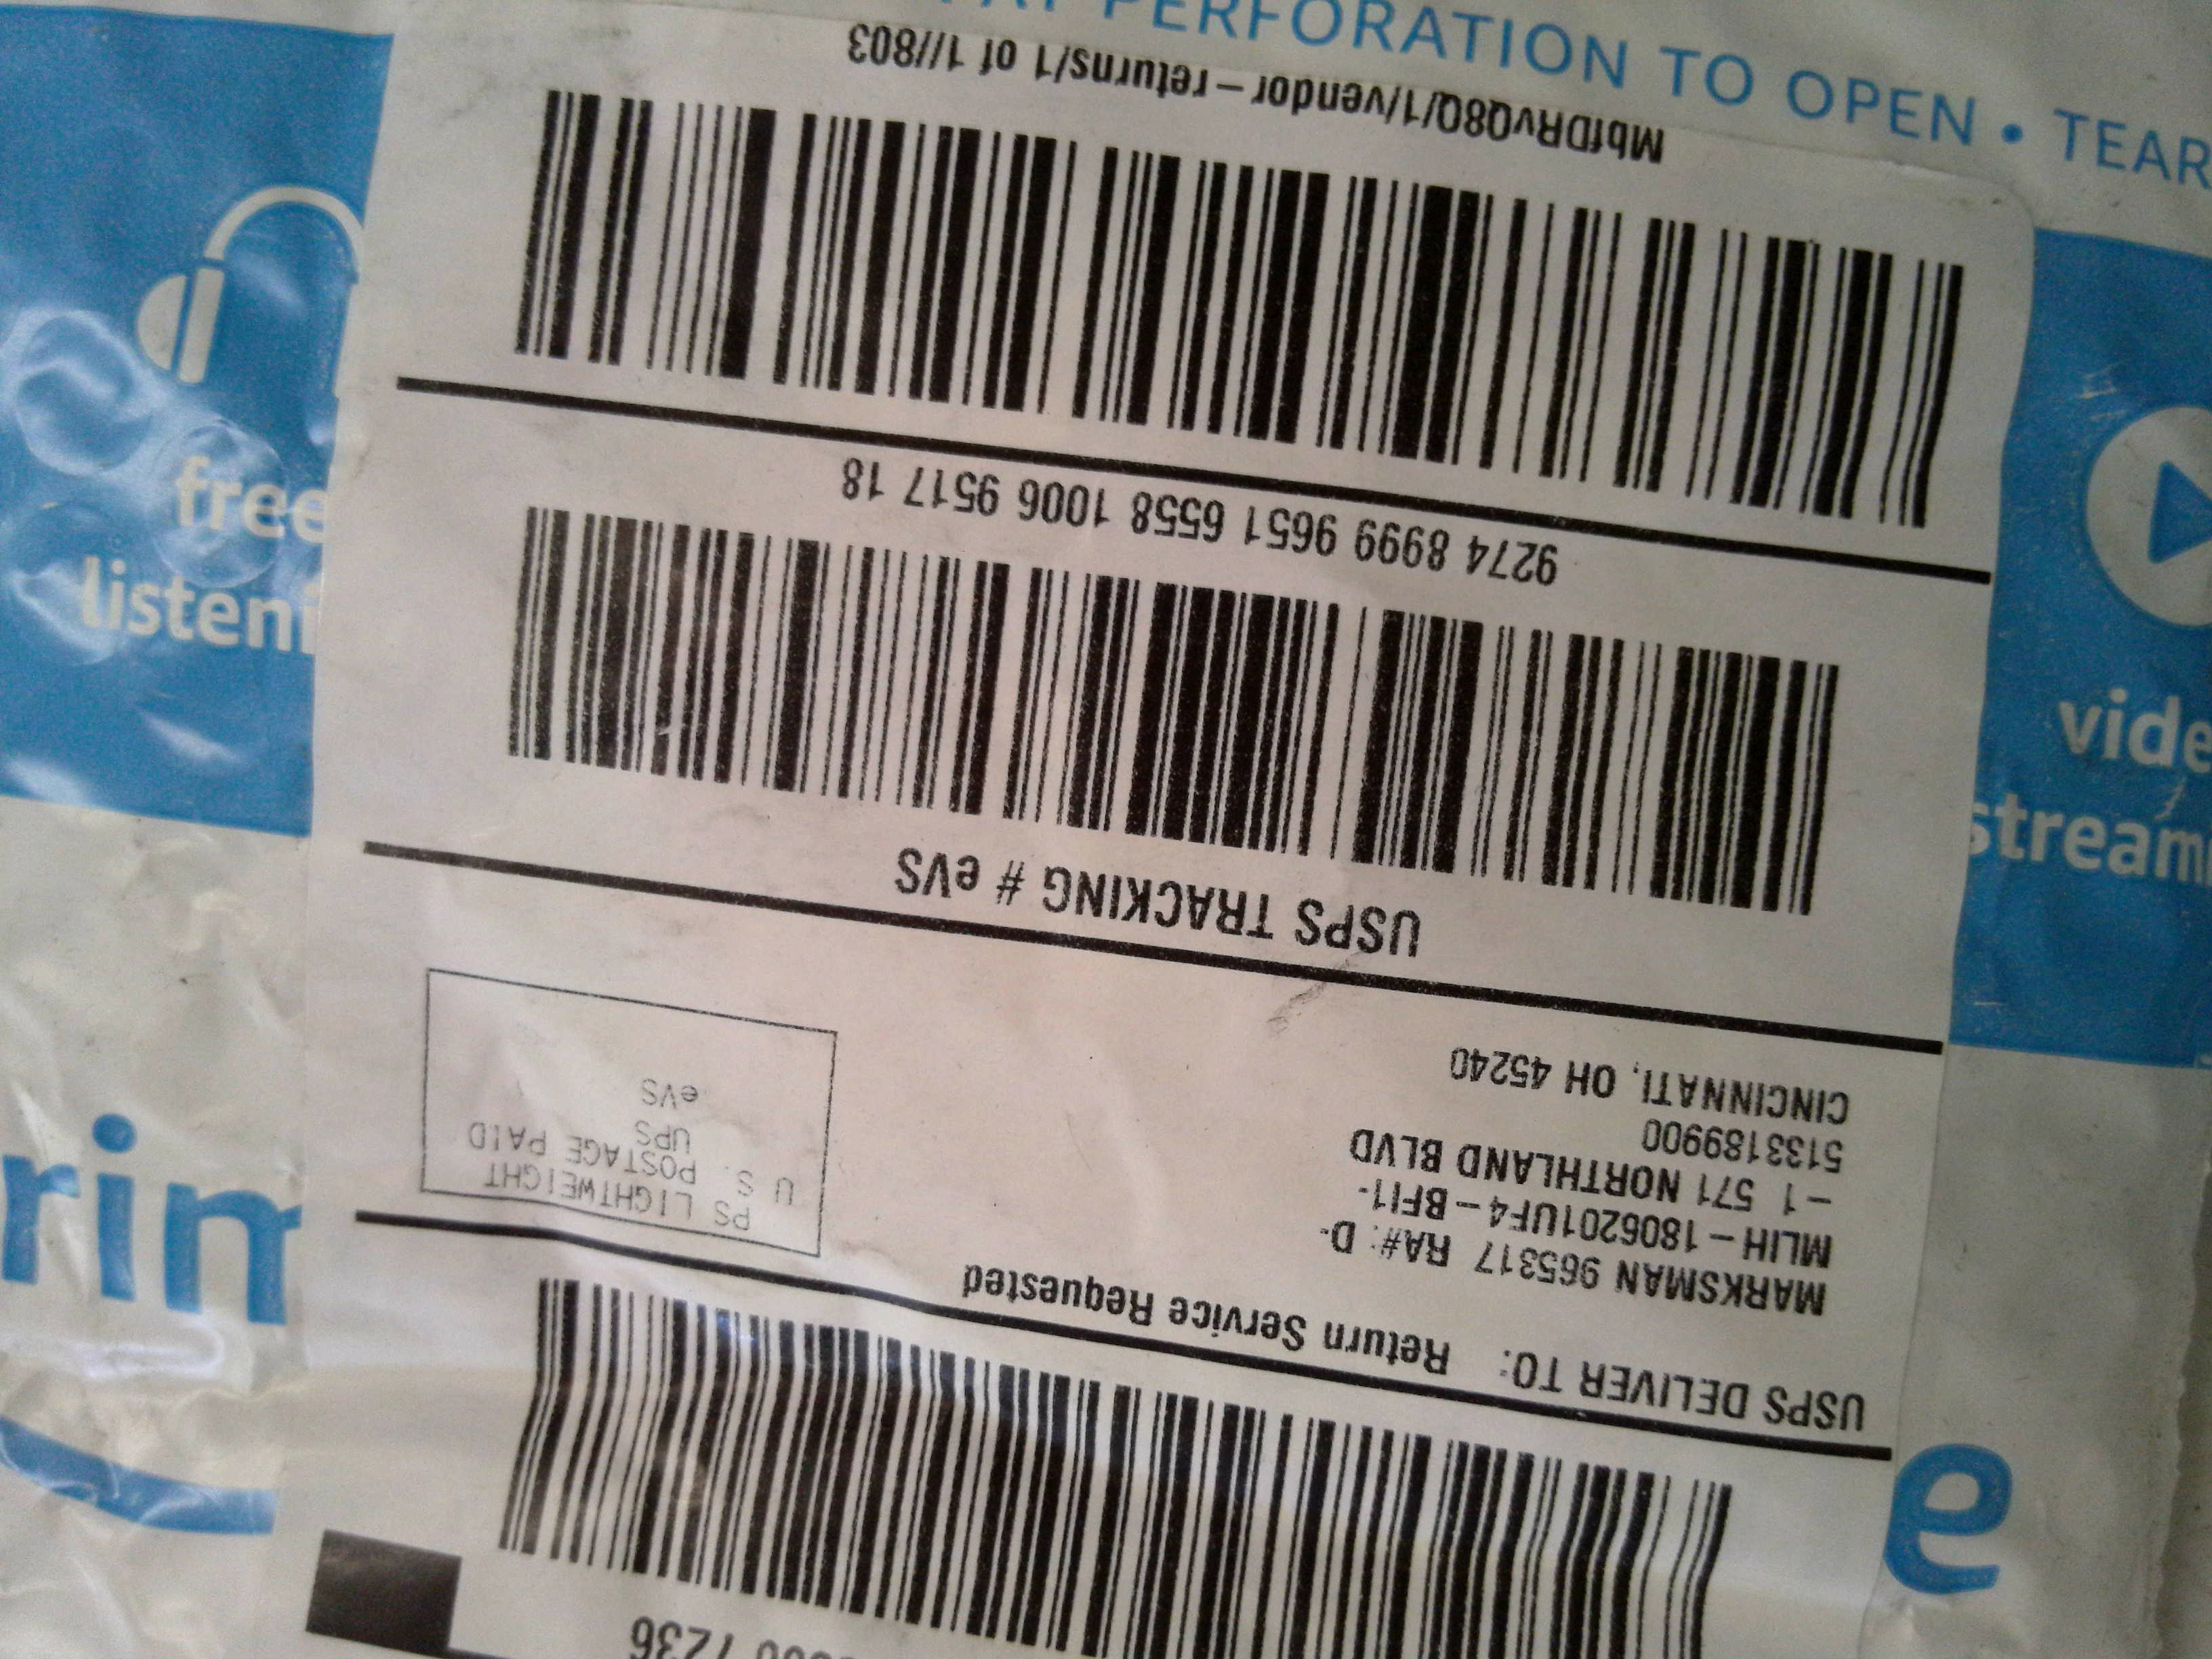 PERFORATION TO OPEN • TEAR
free
listeni
vide
stream
rin
e
7236
USPS DELIVER TO: Return Service Requested
MARKSMAN 965317 RA#: D-
MLIH – 1806201UF4 – BFI1-
– 1 571 NORTHLAND BLVD
5133189900
CINCINNATI, OH 45240
PS LIGHTWEIGHT
U S. POSTAGE PAID
UPS
eVS
USPS TRACKING # eVS
9274 8999 9651 6558 1006 9517 18
MbfDRvQ8Q/1/vendor – returns/1 of 1//803